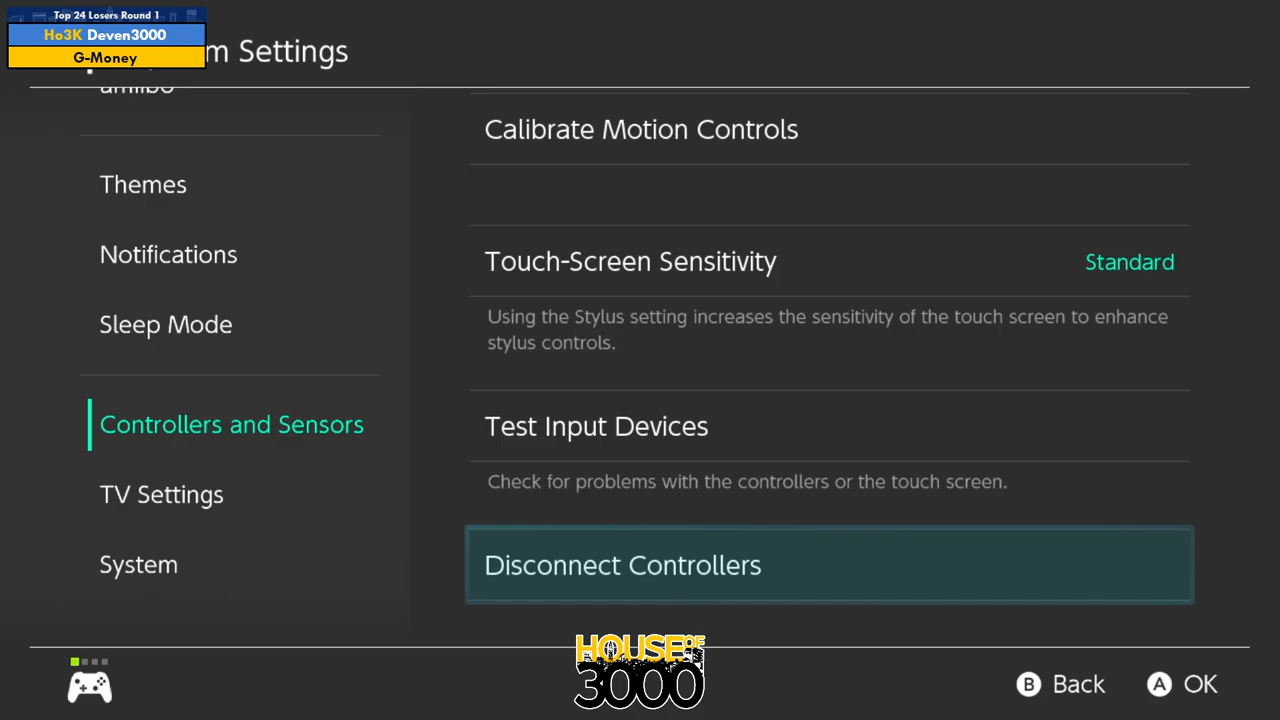 Top 24 Losers Round 1
Ho3K Deven3000
G-Money
m Settings
amiibo
Themes
Notifications
Sleep Mode
Controllers and Sensors
TV Settings
System
Calibrate Motion Controls
Touch-Screen Sensitivity Standard
Using the Stylus setting increases the sensitivity of the touch screen to enhance
stylus controls.
Test Input Devices
Check for problems with the controllers or the touch screen.
Disconnect Controllers
HOUSE OF
3000
B Back A OK